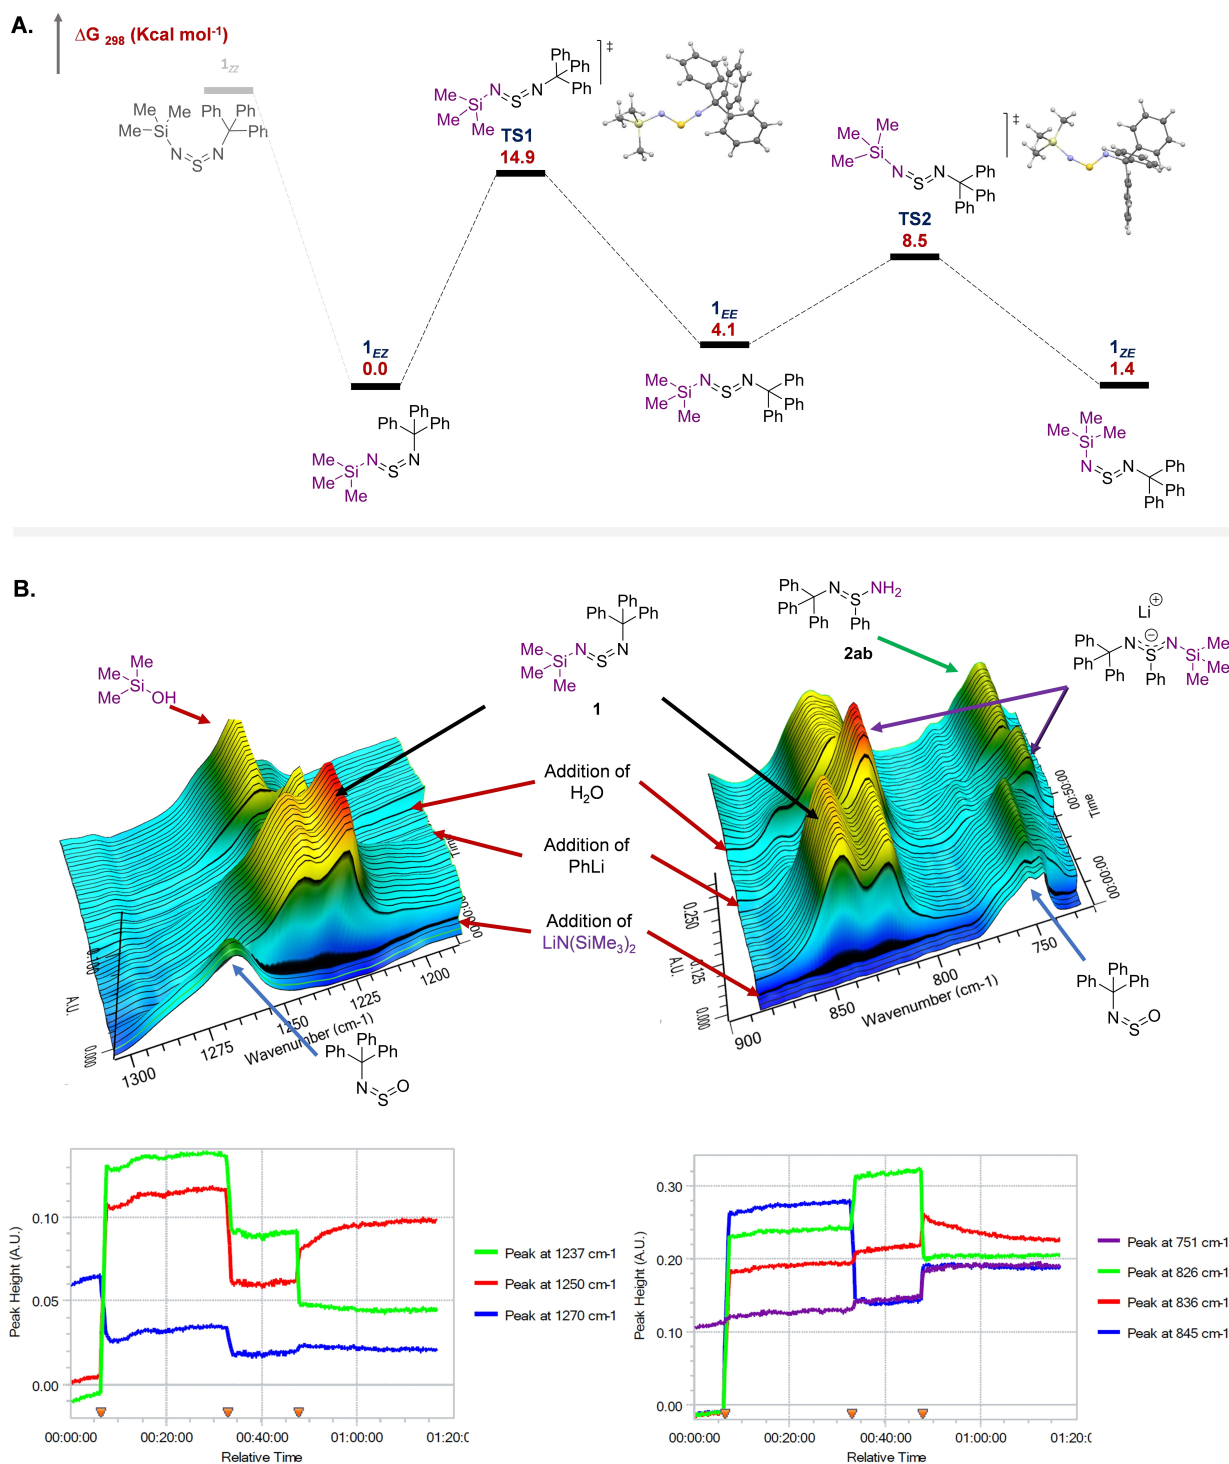 A.
ΔG 298 (Kcal mol-1)
1ZZ
Me
Me
Me
Si
Ph
Ph
Ph
N
S
N
Me
Me
Me
Si
N
S
N
Ph
Ph
Ph
‡
TS1
14.9
Me
Me
Me
Si
N
S
N
Ph
Ph
Ph
‡
TS2
8.5
1EZ
0.0
Ph
Ph
Ph
Me
Me
Me
Si
N
S
N
1EE
4.1
Me
Me
Me
Si
N
S
N
Ph
Ph
Ph
1ZE
1.4
Me
Me
Me
Si
N
S
N
Ph
Ph
Ph
B.
Me
Me
Me
Si
OH
Ph
Ph
Ph
Me
Me
Me
Si
N
S
N
1
Ph
Ph
Ph
N
S
NH2
Ph
2ab
Li
+
−
Ph
Ph
Ph
N
S
N
Si
Me
Me
Me
Ph
Addition of
H2O
Addition of
PhLi
Addition of
LiN(SiMe3)2
A.U.
0.000
1300
1275
1250
1225
1200
Wavenumber (cm-1)
Ph
Ph
Ph
N
S
O
0.250
0.125
0.000
A.U.
900
850
800
750
Wavenumber (cm-1)
00:00:00
00:50:00
Time
Ph
Ph
Ph
N
S
O
Peak Height (A.U.)
0.10
0.05
0.00
00:00:00
00:20:00
00:40:00
01:00:00
Relative Time
Peak at 1237 cm-1
Peak at 1250 cm-1
Peak at 1270 cm-1
Peak Height (A.U.)
0.30
0.20
0.10
0.00
00:00:00
00:20:00
00:40:00
01:00:00
Relative Time
Peak at 751 cm-1
Peak at 826 cm-1
Peak at 836 cm-1
Peak at 845 cm-1